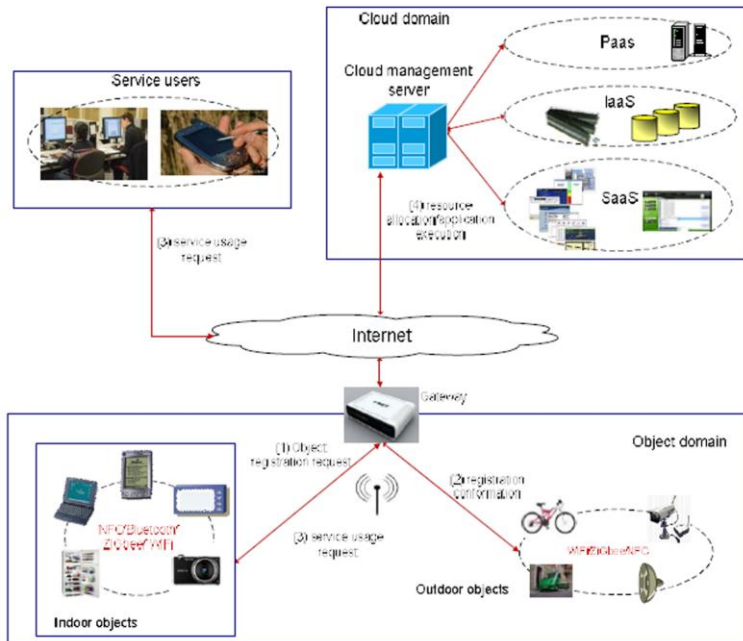 Cloud domain
Paas
Cloud management
server
IaaS
SaaS
(4) resource
allocation/application
execution
Service users
(3) service usage
request
Internet
Gateway
Object domain
(1) Object
registration request
(2) registration
conformation
(3) service usage
request
NFC/Bluetooth/
ZiGbee/ WiFi
Indoor objects
WiFi/ZiGbee/NFC
Outdoor objects